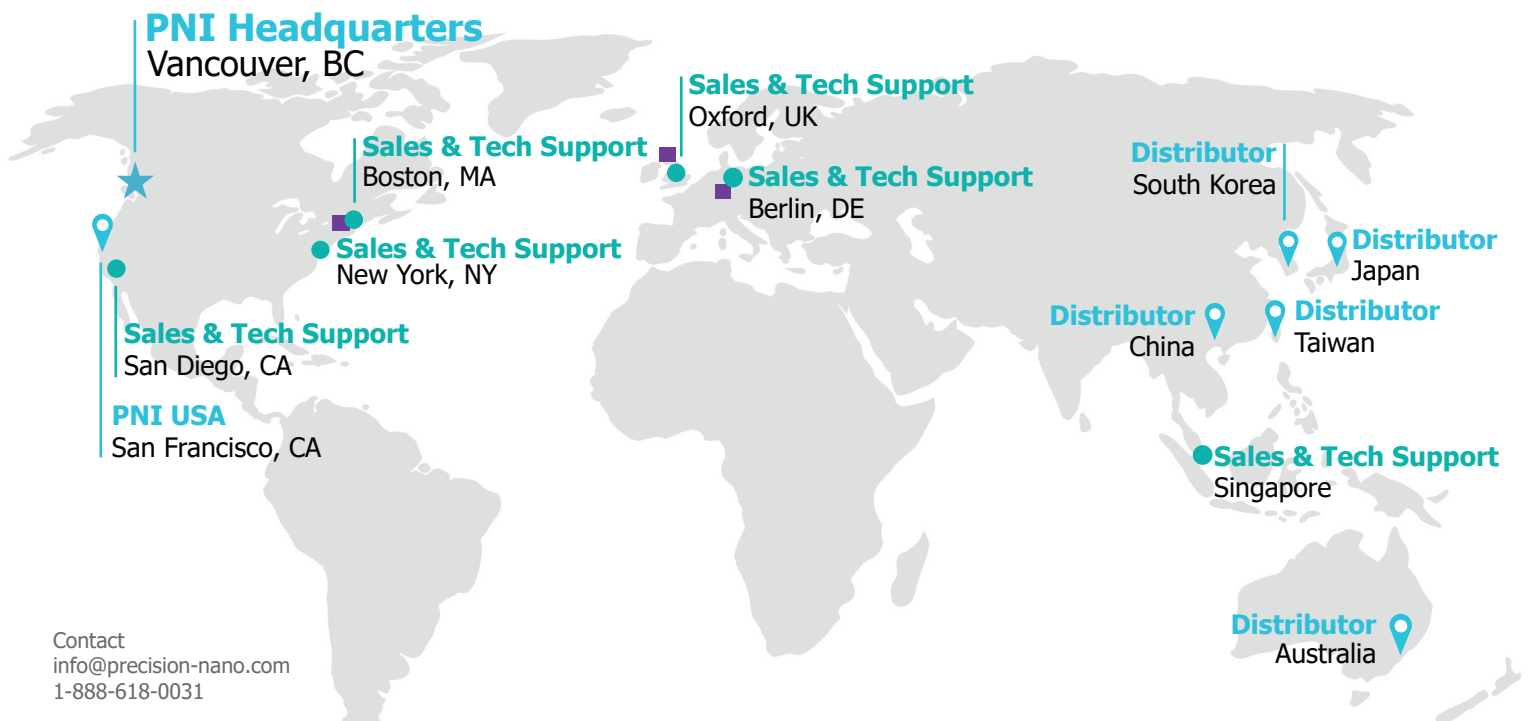 PNI Headquarters
Vancouver, BC
Sales & Tech Support
Oxford, UK
Sales & Tech Support
Boston, MA
Distributor
South Korea
Sales & Tech Support
Berlin, DE
Sales & Tech Support
New York, NY
Distributor
Japan
Distributor
China
Distributor
Taiwan
Sales & Tech Support
San Diego, CA
PNI USA
San Francisco, CA
Sales & Tech Support
Singapore
Distributor
Australia
Contact
info@precision-nano.com
1-888-618-0031